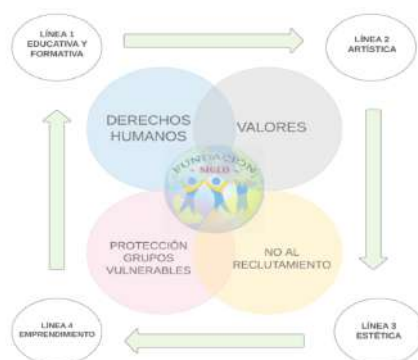 LÍNEA 1
EDUCATIVA Y
FORMATIVA
LÍNEA 2
ARTÍSTICA
DERECHOS
HUMANOS
VALORES
FUNDACIÓN
SIGLO
PROTECCIÓN
GRUPOS
VULNERABLES
NO AL
RECLUTAMIENTO
LÍNEA 4
EMPRENDIMIENTO
LÍNEA 3
ESTÉTICA